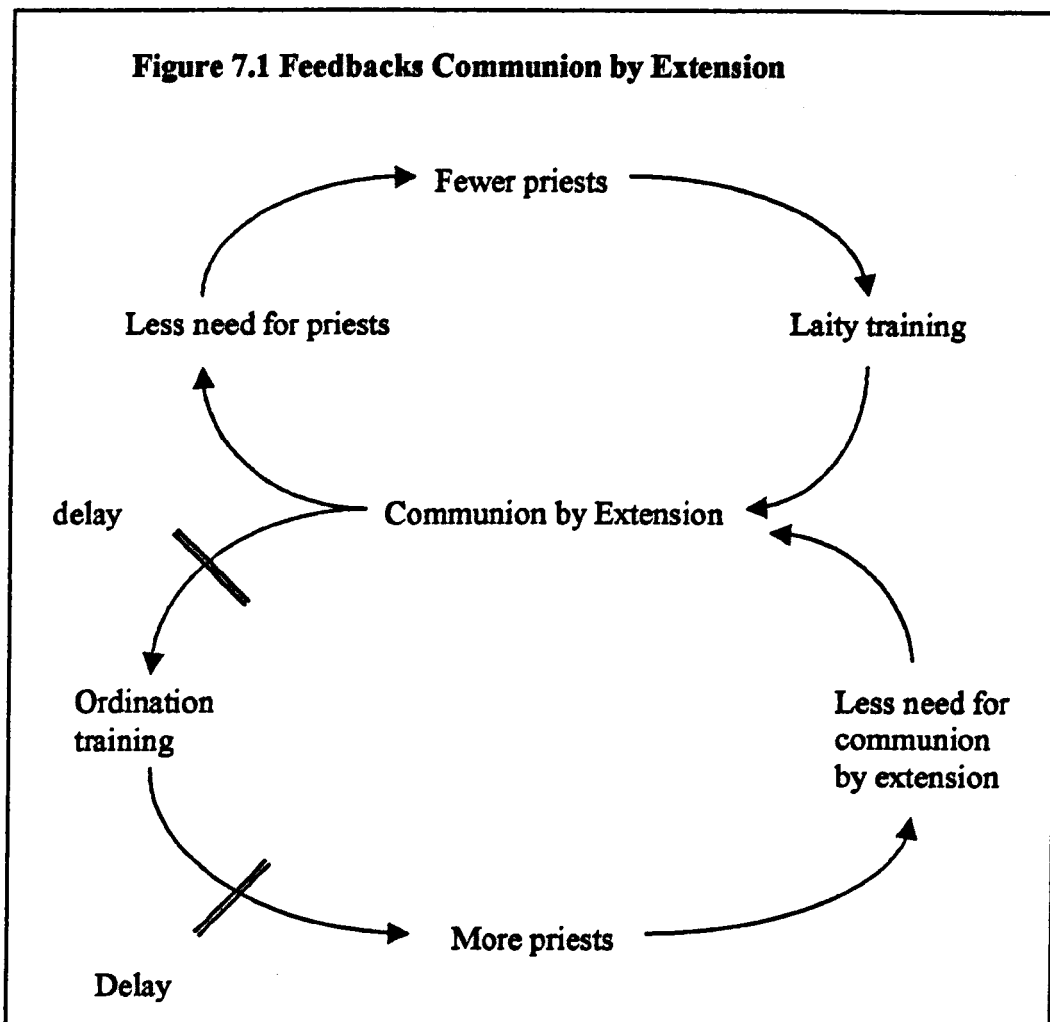 Figure 7.1 Feedbacks Communion by Extension
Fewer priests
Less need for priests
Laity training
delay
Communion by Extension
Ordination
training
Less need for
communion
by extension
More priests
Delay